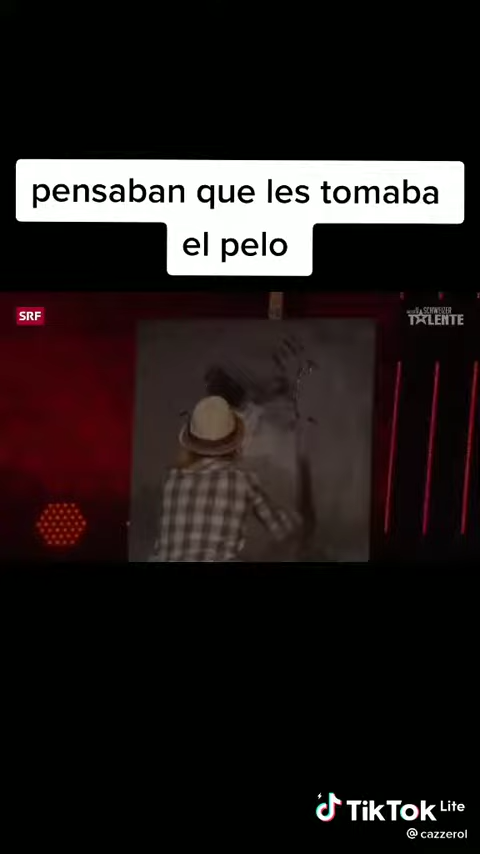 pensaban que les tomaba
el pelo
SRF
SCHWEIZER
TALENTE
TikTok Lite
@cazzerol